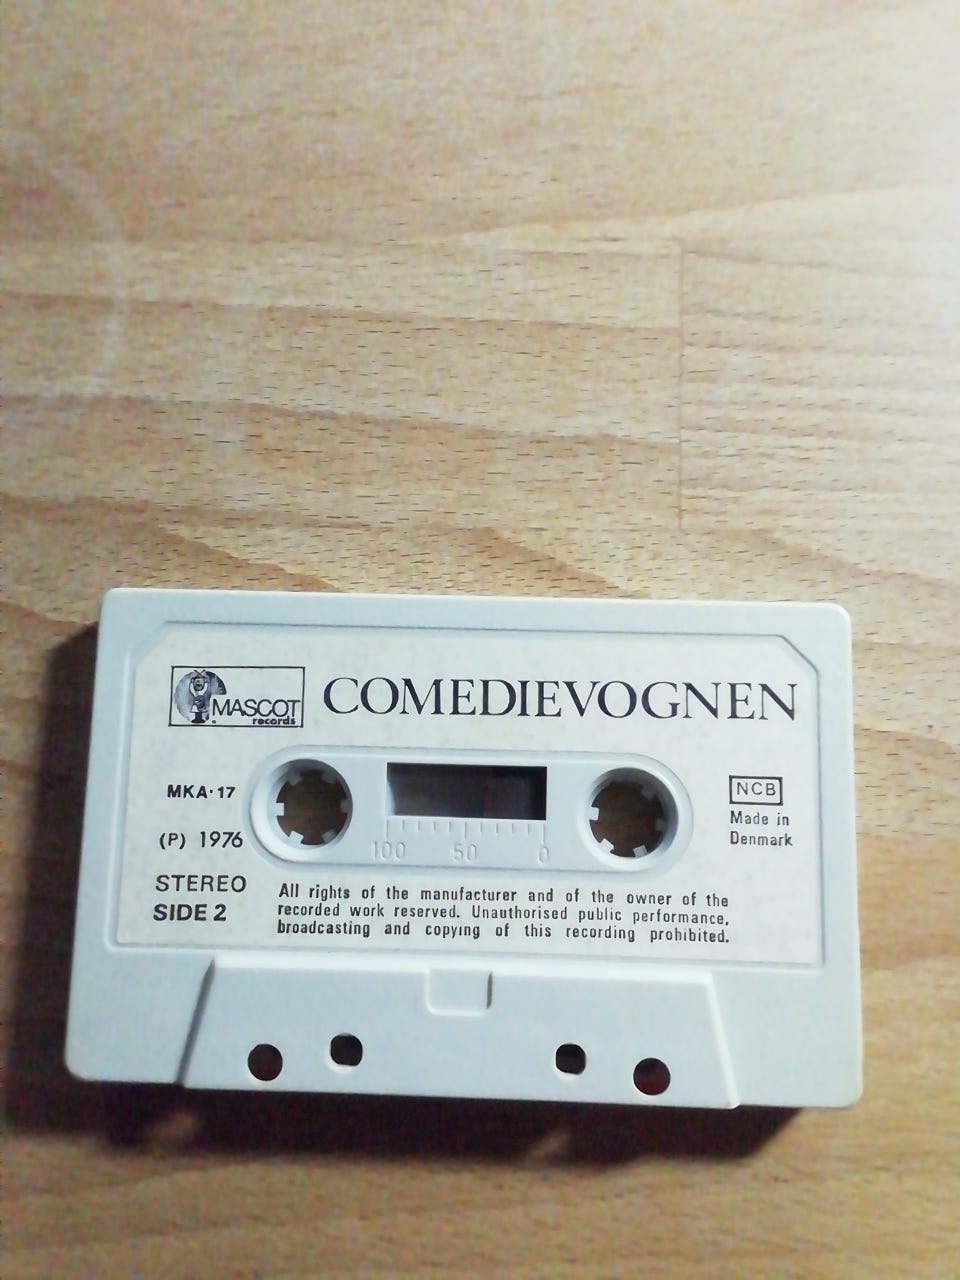 MASCOT
records
COMEDIEVOGNEN
MKA·17
(P) 1976
STEREO
SIDE 2
100 50 0
NCB
Made in
Denmark
All rights of the manufacturer and of the owner of the
recorded work reserved. Unauthorised public performance,
broadcasting and copying of this recording prohibited.